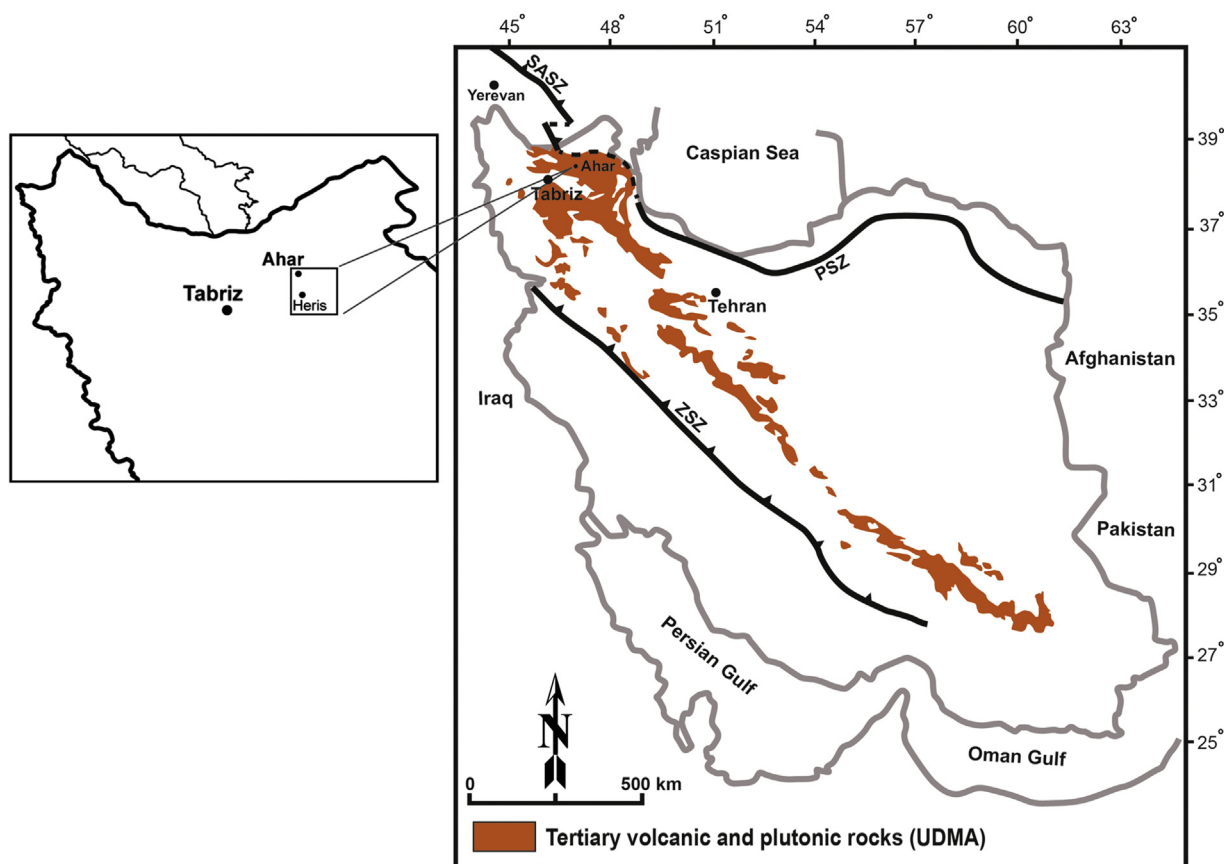 45° 48° 51° 54° 57° 60° 63°
SASZ
Yerevan
39°
Caspian Sea
Ahar
Tabriz
37°
PSZ
Tehran
35°
Afghanistan
Iraq
33°
ZSZ
31°
Pakistan
29°
Persian Gulf
27°
25°
Oman Gulf
N
0 500 km
Tertiary volcanic and plutonic rocks (UDMA)
Ahar
Heris
Tabriz